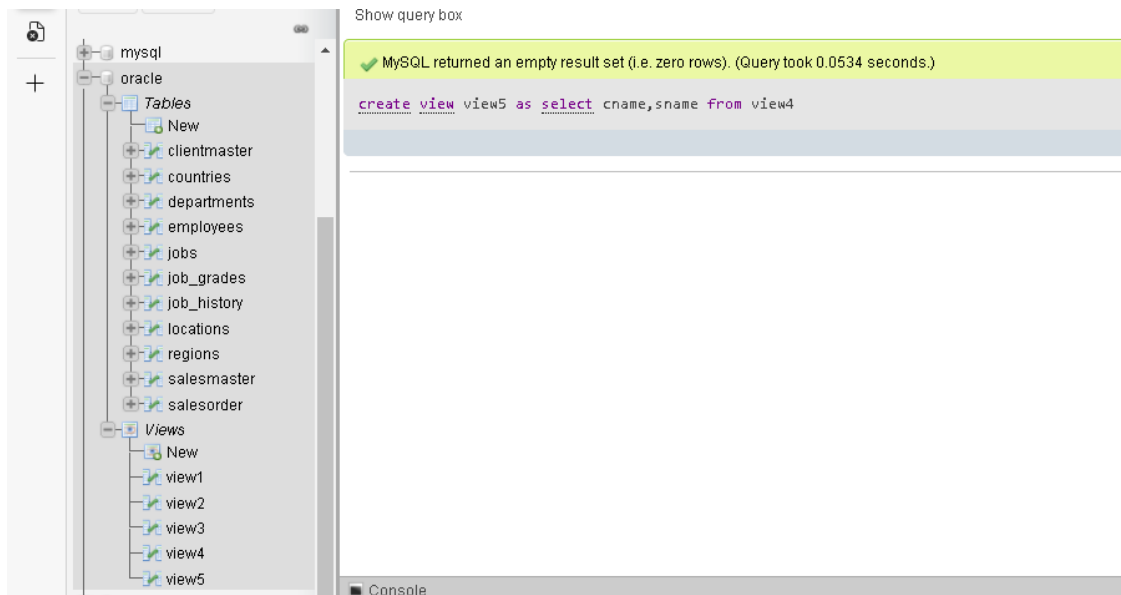 mysql
oracle
Tables
New
clientmaster
countries
departments
employees
jobs
job_grades
job_history
locations
regions
salesmaster
salesorder
Views
New
view1
view2
view3
view4
view5
Show query box
MySQL returned an empty result set (i.e. zero rows). (Query took 0.0534 seconds.)
create view view5 as select cname,sname from view4
Console